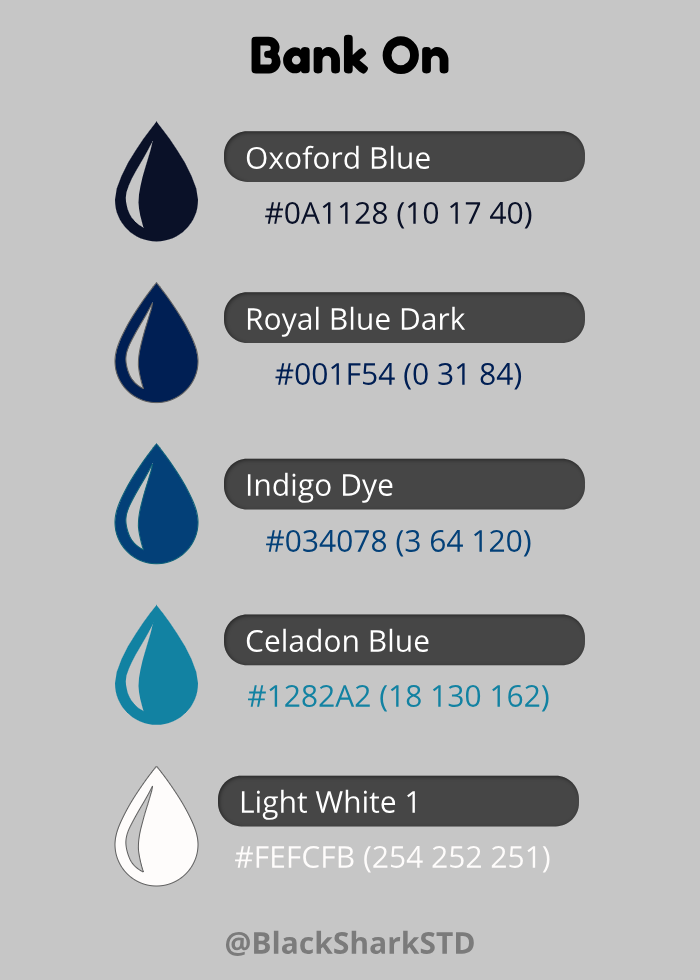 Bank On
Oxoford Blue
#0A1128 (10 17 40)
Royal Blue Dark
#001F54 (0 31 84)
Indigo Dye
#034078 (3 64 120)
Celadon Blue
#1282A2 (18 130 162)
Light White 1
#FEFCFB (254 252 251)
@BlackSharkSTD